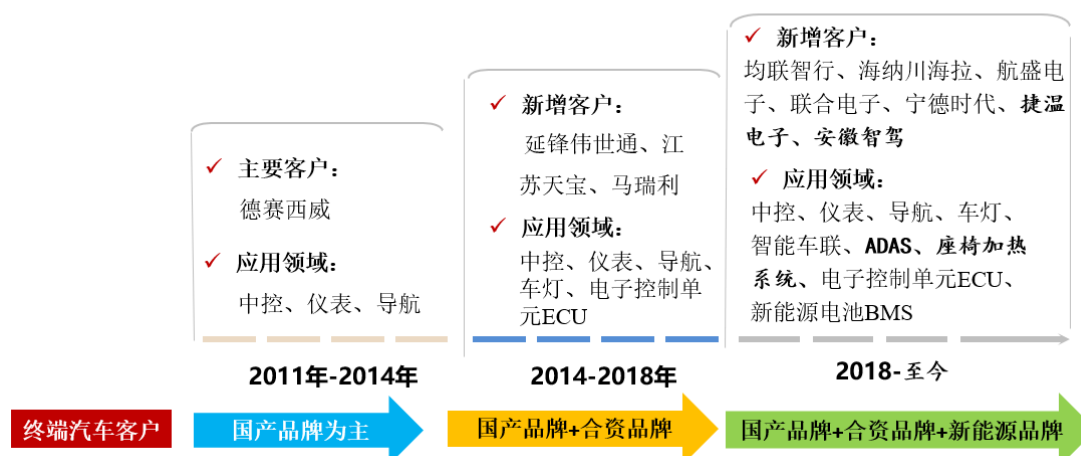 主要客户：
德赛西威
应用领域：
中控、仪表、导航
2011年-2014年
新增客户：
延锋伟世通、江
苏天宝、马瑞利
应用领域：
中控、仪表、导航、
车灯、电子控制单
元ECU
2014-2018年
新增客户：
均联智行、海纳川海拉、航盛电
子、联合电子、宁德时代、捷温
电子、安徽智驾
应用领域：
中控、仪表、导航、车灯、
智能车联、ADAS、座椅加热
系统、电子控制单元ECU、
新能源电池BMS
2018-至今
终端汽车客户
国产品牌为主
国产品牌+合资品牌
国产品牌+合资品牌+新能源品牌